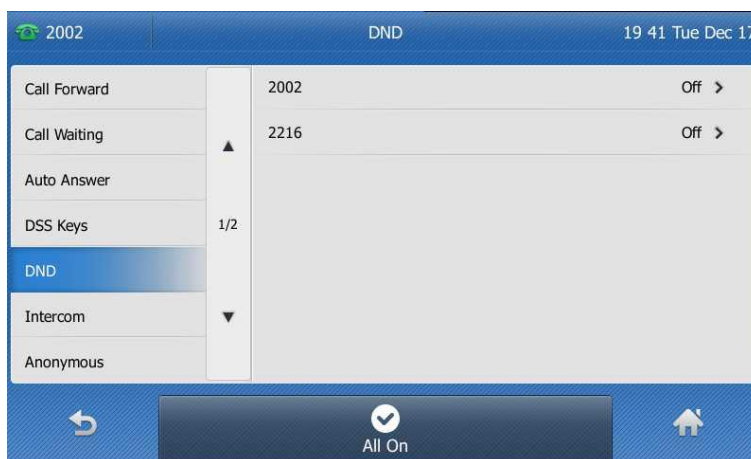 2002 DND 19 41 Tue Dec 17
Call Forward
Call Waiting
Auto Answer
DSS Keys
DND
Intercom
Anonymous
1/2
2002 Off
2216 Off
All On